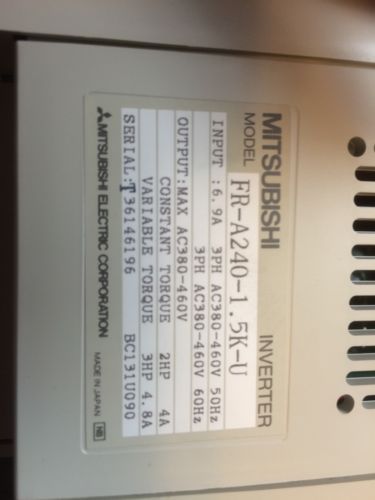 MITSUBISHI INVERTER
MODEL FR-A240-1.5K-U
INPUT :6.9A 3PH AC380-460V 50Hz
3PH AC380-460V 60Hz
OUTPUT:MAX AC380-460V
CONSTANT TORQUE 2HP 4A
VARIABLE TORQUE 3HP 4.8A
SERIAL:T36146196 BC131U090
MITSUBISHI ELECTRIC CORPORATION MADE IN JAPAN NB